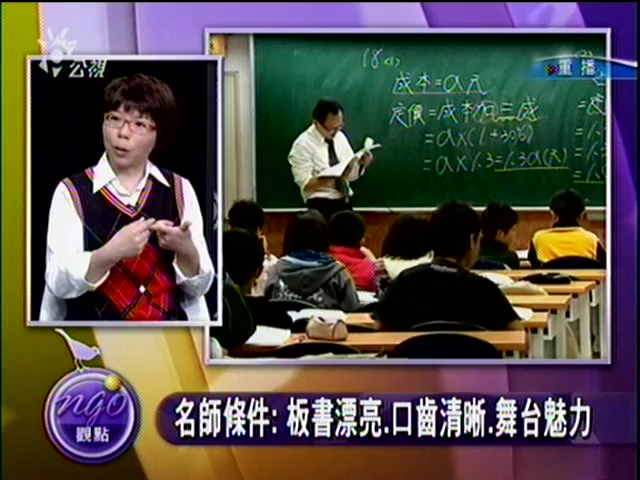 公視
重播
18
成本=a元
定價=成本加三成
=a×(1+30%)
=a×1.3=1.3a(元)
ngo
觀點
名師條件: 板書漂亮.口齒清晰.舞台魅力